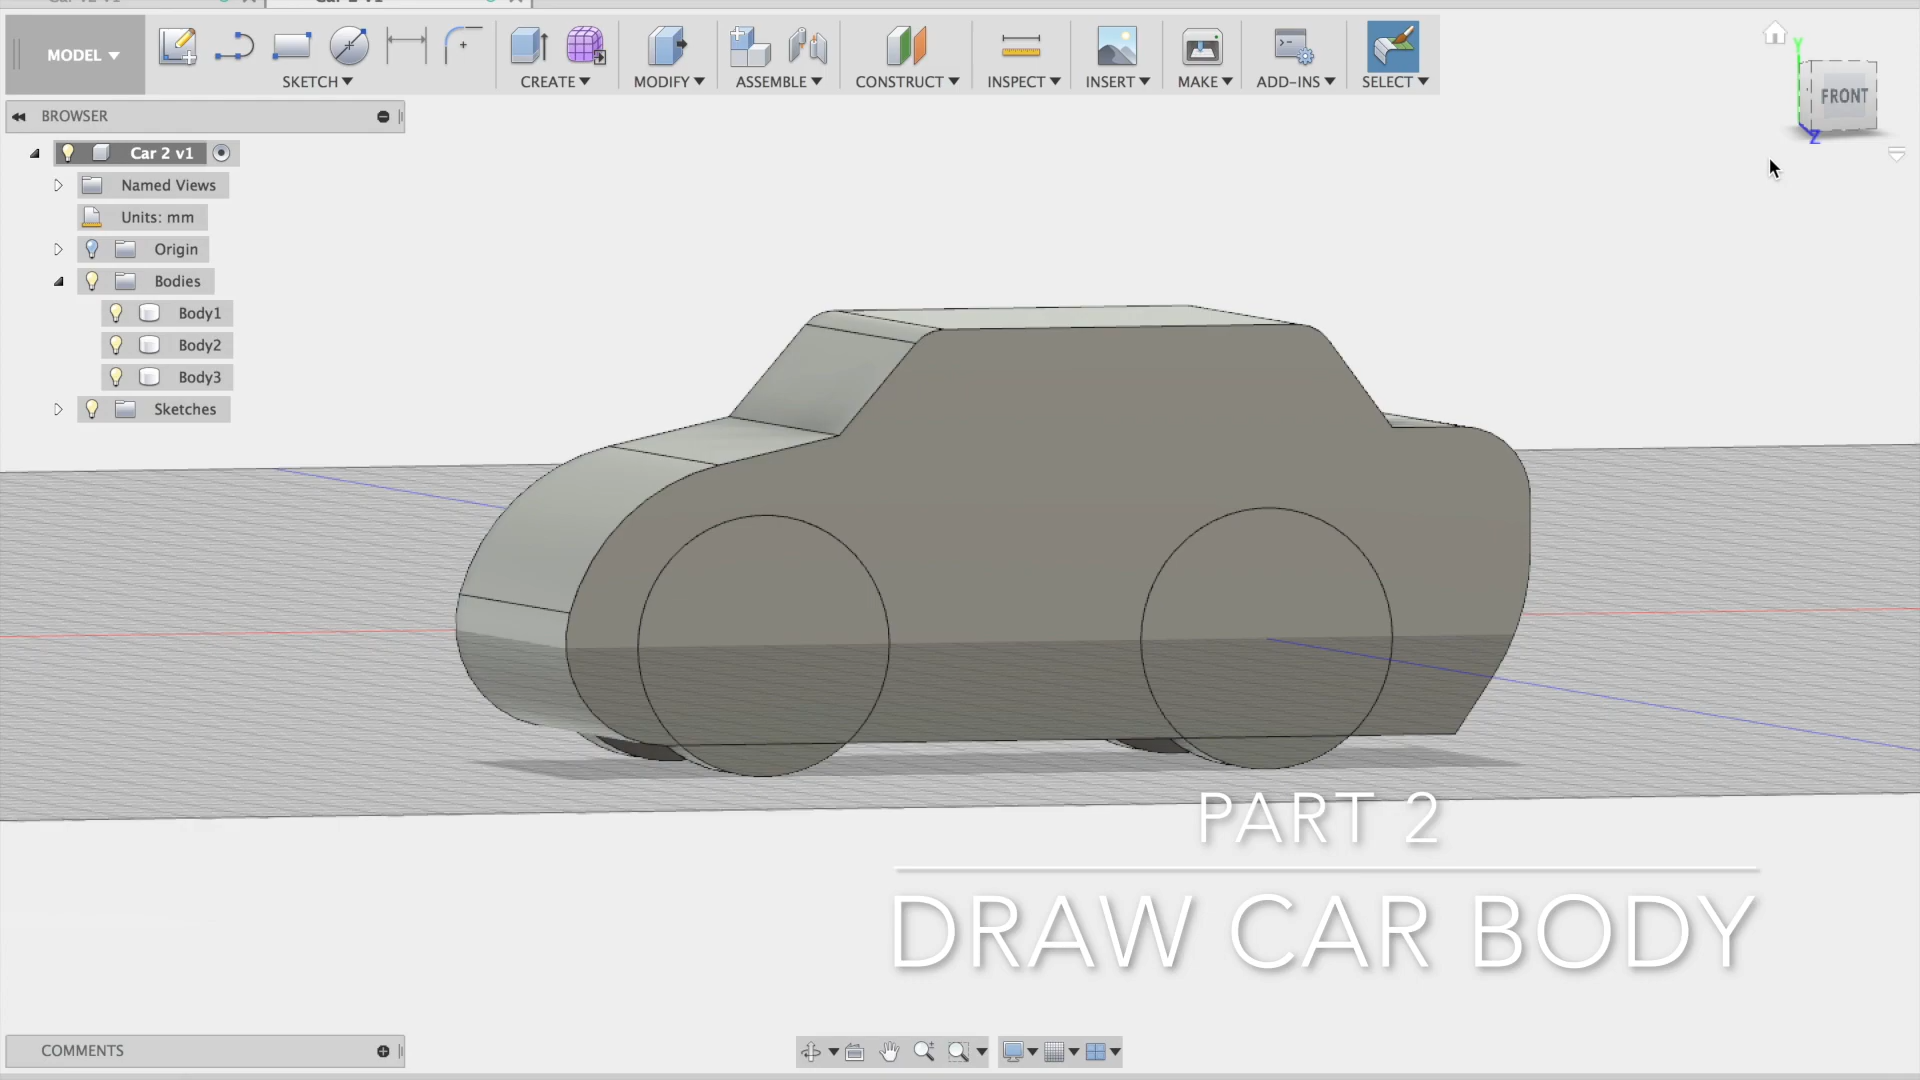 MODEL
SKETCH
CREATE
MODIFY
ASSEMBLE
CONSTRUCT
INSPECT
INSERT
MAKE
ADD-INS
SELECT
Y
FRONT
Z
BROWSER
Car 2 v1
Named Views
Units: mm
Origin
Bodies
Body1
Body2
Body3
Sketches
PART 2
DRAW CAR BODY
COMMENTS